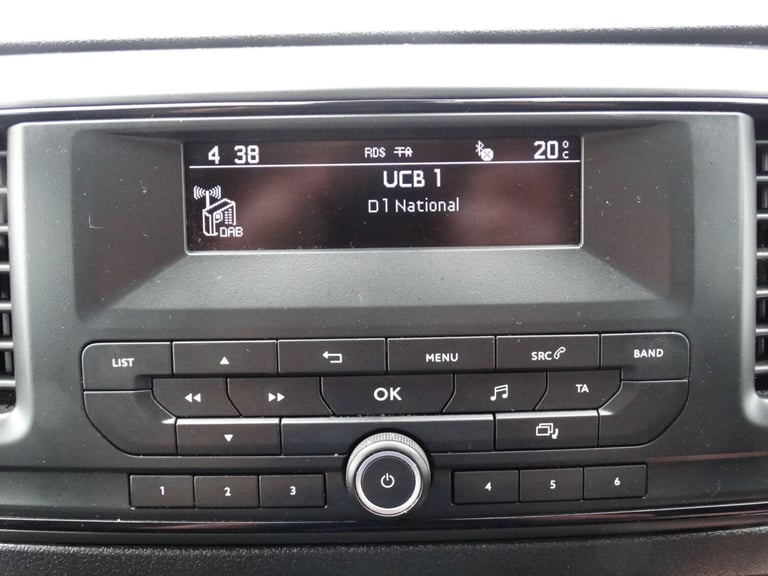 4 38 RDS TA 20°C
UCB 1
D1 National
DAB
LIST MENU SRC BAND
OK TA
1 2 3 4 5 6